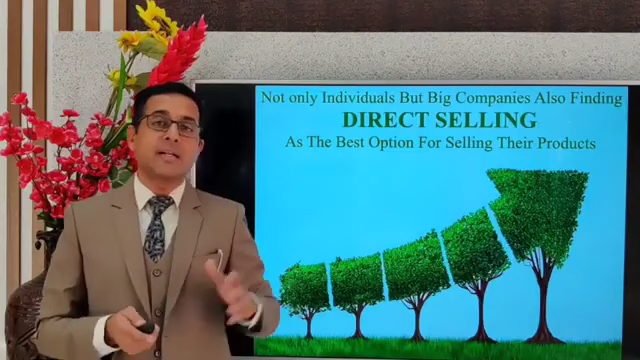 Not only Individuals But Big Companies Also Finding
DIRECT SELLING
As The Best Option For Selling Their Products